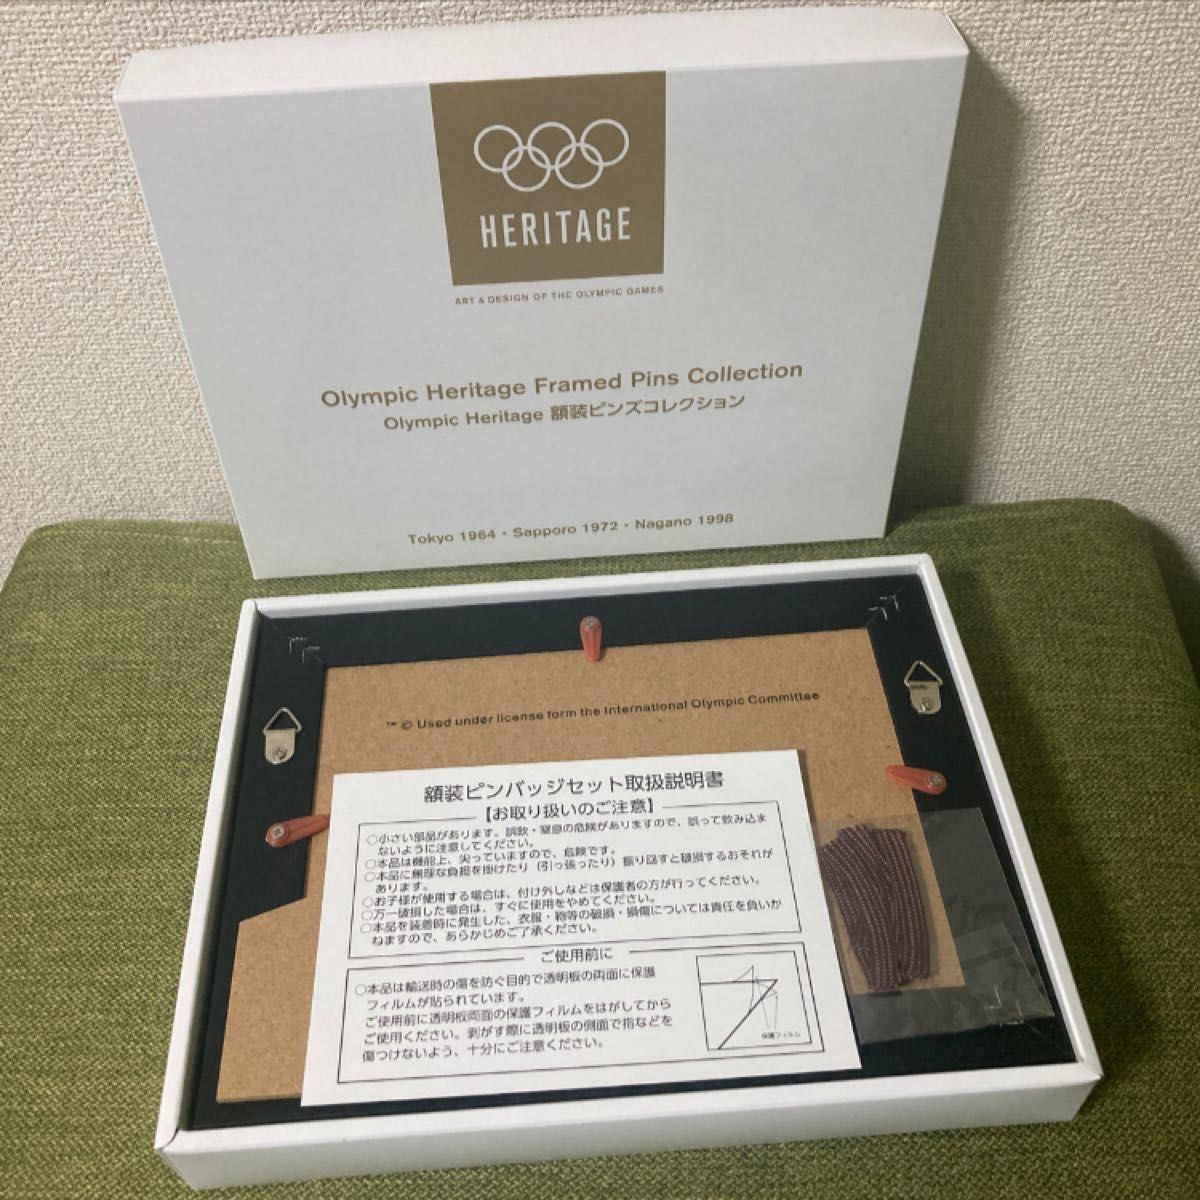 HERITAGE
ART & DESIGN OF THE OLYMPIC GAMES
Olympic Heritage Framed Pins Collection
Olympic Heritage 額装ピンズコレクション
Tokyo 1964・Sapporo 1972・Nagano 1998
™ © Used under license form the International Olympic Committee
額装ピンバッジセット取扱説明書
【お取り扱いのご注意】
○小さい部品があります。誤飲・窒息の危険がありますので、誤って飲み込ま
ないように注意してください。
○本品は機能上、尖っていますので、危険です。
○本品に無理な負担を掛けたり(引っ張ったり)振り回すと破損するおそれが
あります。
○お子様が使用する場合は、付け外しなどは保護者の方が行ってください。
○万一破損した場合は、すぐに使用をやめてください。
○本品を装着時に発生した、衣服・鞄等の破損・損傷については責任を負いか
ねますので、あらかじめご了承ください。
ご使用前に
○本品は輸送時の傷を防ぐ目的で透明板の両面に保護
フィルムが貼られています。
ご使用前に透明板両面の保護フィルムをはがしてから
ご使用ください。剥がす際に透明板の側面で指などを
傷つけないよう、十分にご注意ください。
保護フィルム